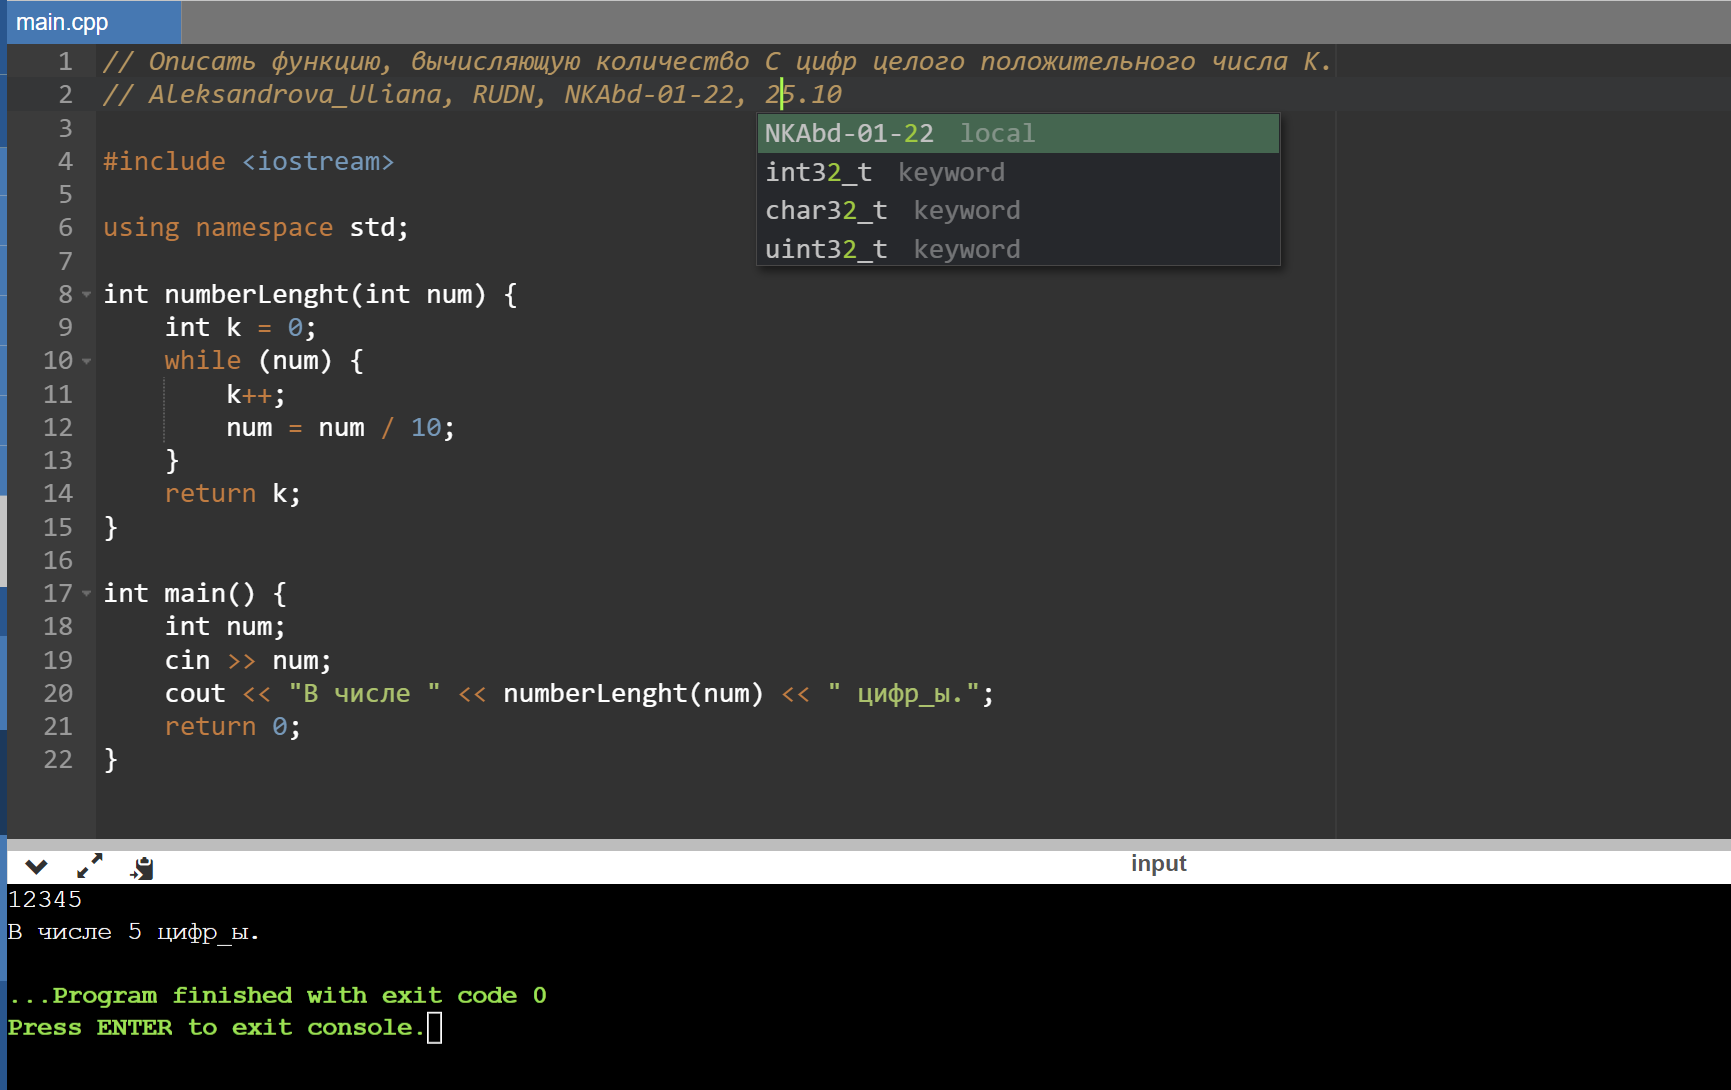 main.cpp
1 // Описать функцию, вычисляющую количество C цифр целого положительного числа K.
2 // Aleksandrova_Uliana, RUDN, NKAbd-01-22, 25.10
NKAbd-01-22 local
3
int32_t keyword
4 #include <iostream>
char32_t keyword
5
uint32_t keyword
6 using namespace std;
7
8 int numberLenght(int num) {
9     int k = 0;
10     while (num) {
11         k++;
12         num = num / 10;
13     }
14     return k;
15 }
16
17 int main() {
18     int num;
19     cin >> num;
20     cout << "В числе " << numberLenght(num) << " цифр_ы.";
21     return 0;
22 }
input
12345
В числе 5 цифр_ы.
...Program finished with exit code 0
Press ENTER to exit console.